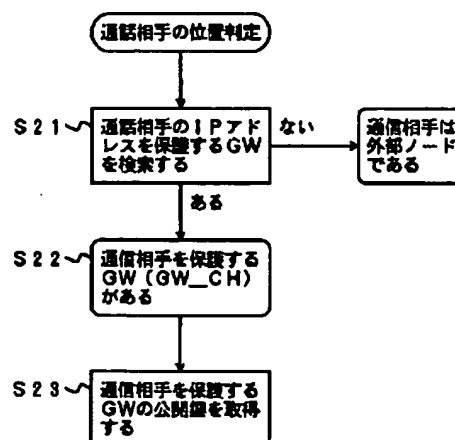 通話相手の位置判定
S21
通話相手のIPアド
レスを保護するGW
を検索する
ない
通信相手は
外部ノード
である
ある
S22
通信相手を保護する
GW(GW__CH)
がある
S23
通信相手を保護する
GWの公開鍵を取得
する